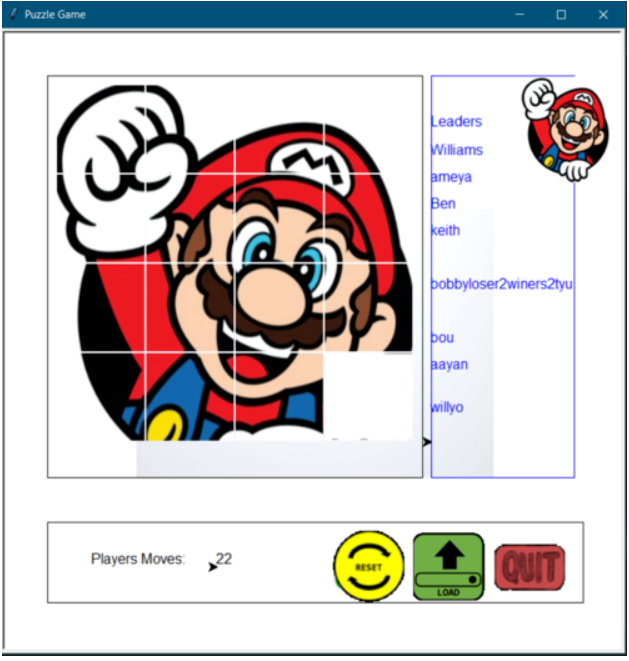 Puzzle Game
Leaders
Williams
ameya
Ben
keith
bobbyloser2winers2tyu
bou
aayan
willyo
Players Moves: 22
RESET
LOAD
QUIT
M
M